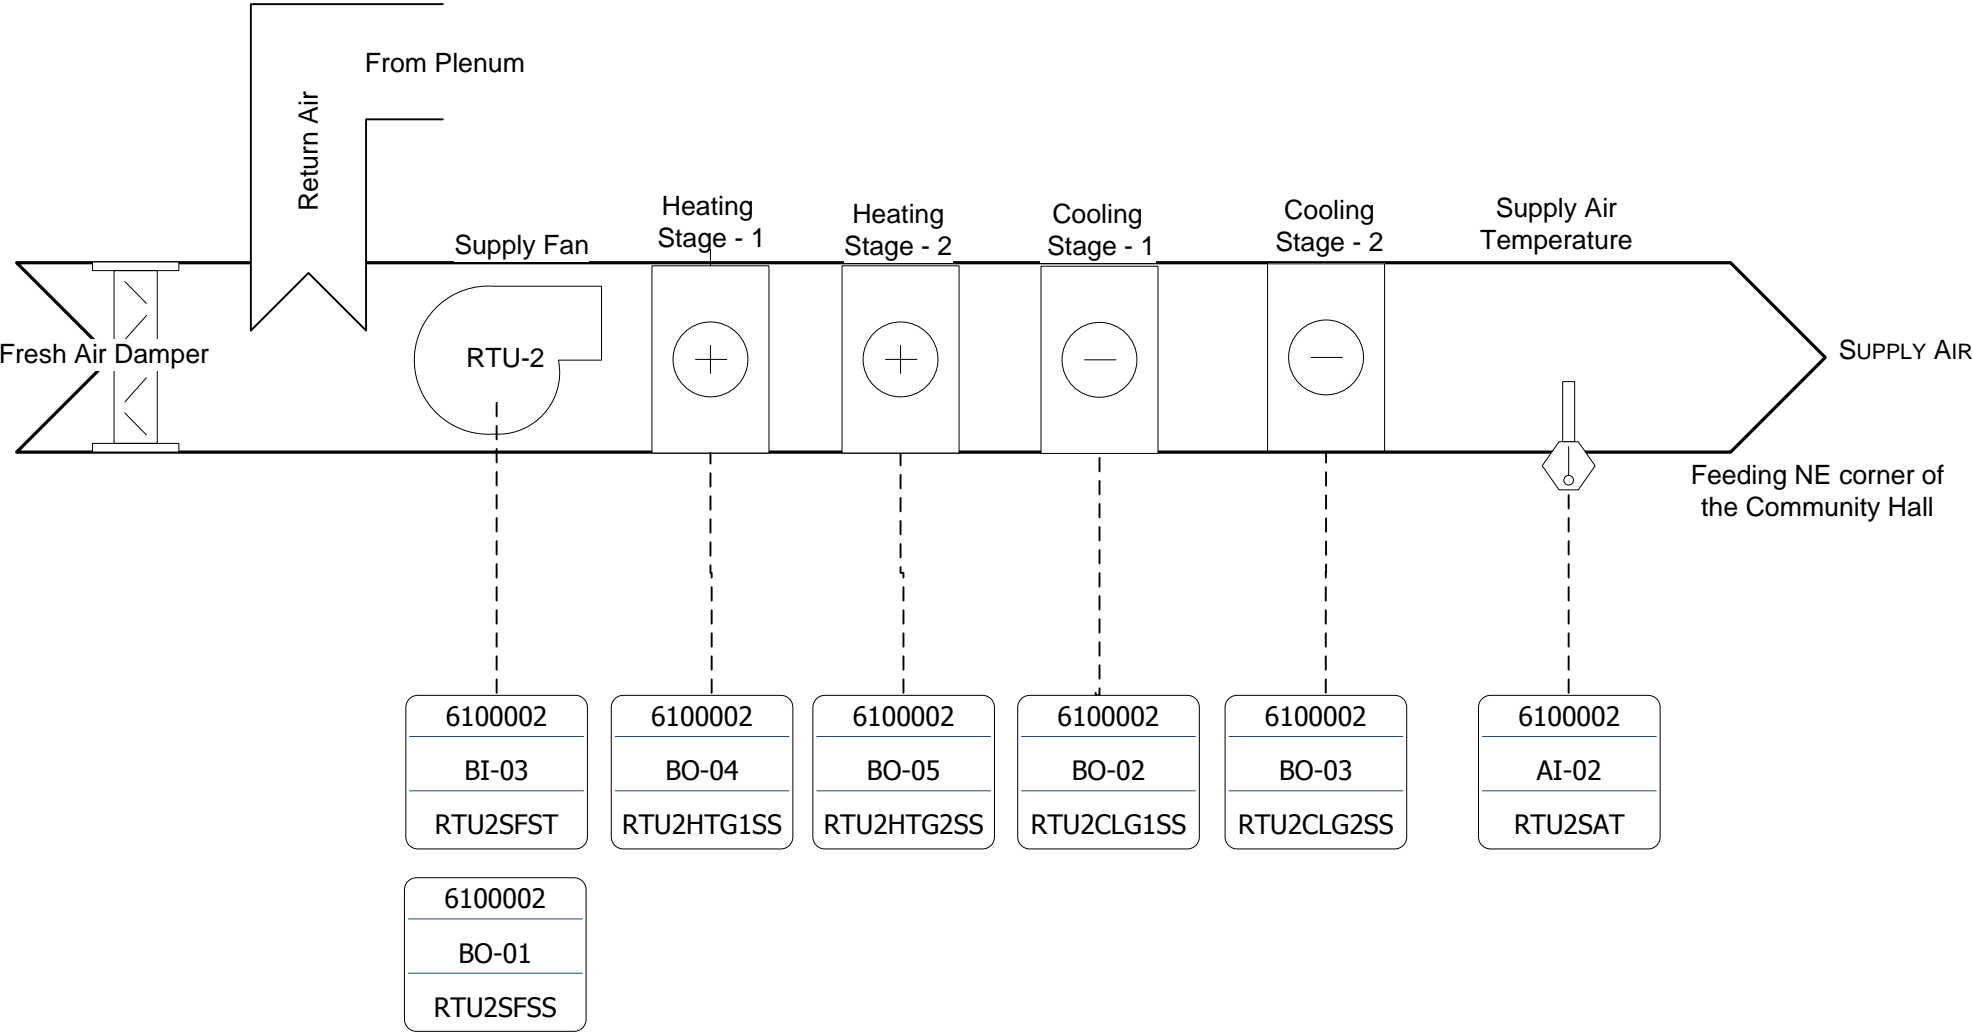 From Plenum
Return Air
Supply Fan
Heating
Stage - 1
Heating
Stage - 2
Cooling
Stage - 1
Cooling
Stage - 2
Supply Air
Temperature
Fresh Air Damper
RTU-2
SUPPLY AIR
Feeding NE corner of
the Community Hall
6100002
BI-03
RTU2SFST
6100002
BO-04
RTU2HTG1SS
6100002
BO-05
RTU2HTG2SS
6100002
BO-02
RTU2CLG1SS
6100002
BO-03
RTU2CLG2SS
6100002
AI-02
RTU2SAT
6100002
BO-01
RTU2SFSS